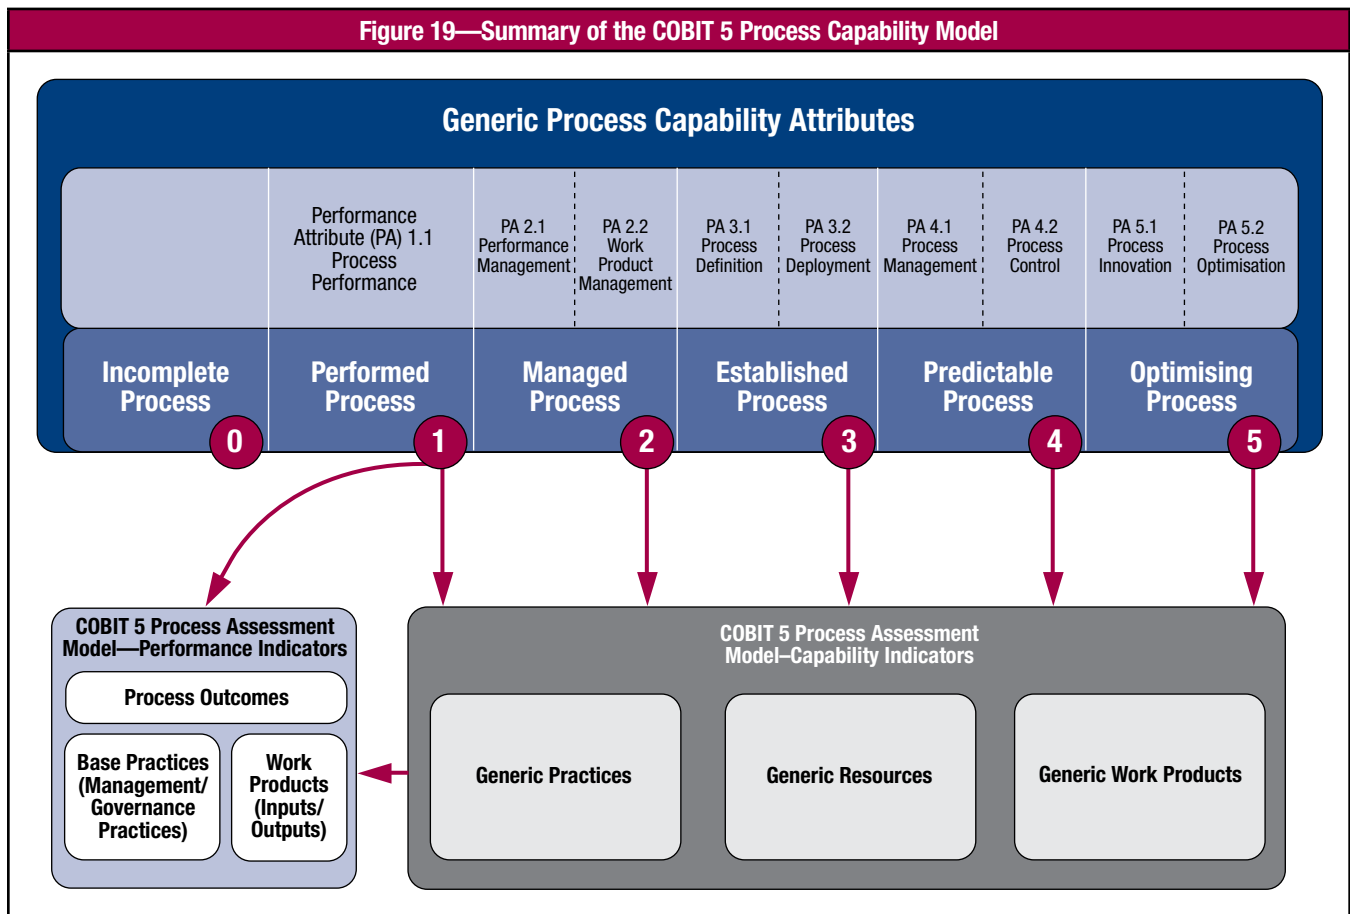 Figure 19—Summary of the COBIT 5 Process Capability Model
Generic Process Capability Attributes
Performance
Attribute (PA) 1.1
Process
Performance
PA 2.1
Performance
Management
PA 2.2
Work
Product
Management
PA 3.1
Process
Definition
PA 3.2
Process
Deployment
PA 4.1
Process
Management
PA 4.2
Process
Control
PA 5.1
Process
Innovation
PA 5.2
Process
Optimisation
Incomplete
Process
0
Performed
Process
1
Managed
Process
2
Established
Process
3
Predictable
Process
4
Optimising
Process
5
COBIT 5 Process Assessment
Model—Performance Indicators
Process Outcomes
Base Practices
(Management/
Governance
Practices)
Work
Products
(Inputs/
Outputs)
COBIT 5 Process Assessment
Model–Capability Indicators
Generic Practices
Generic Resources
Generic Work Products